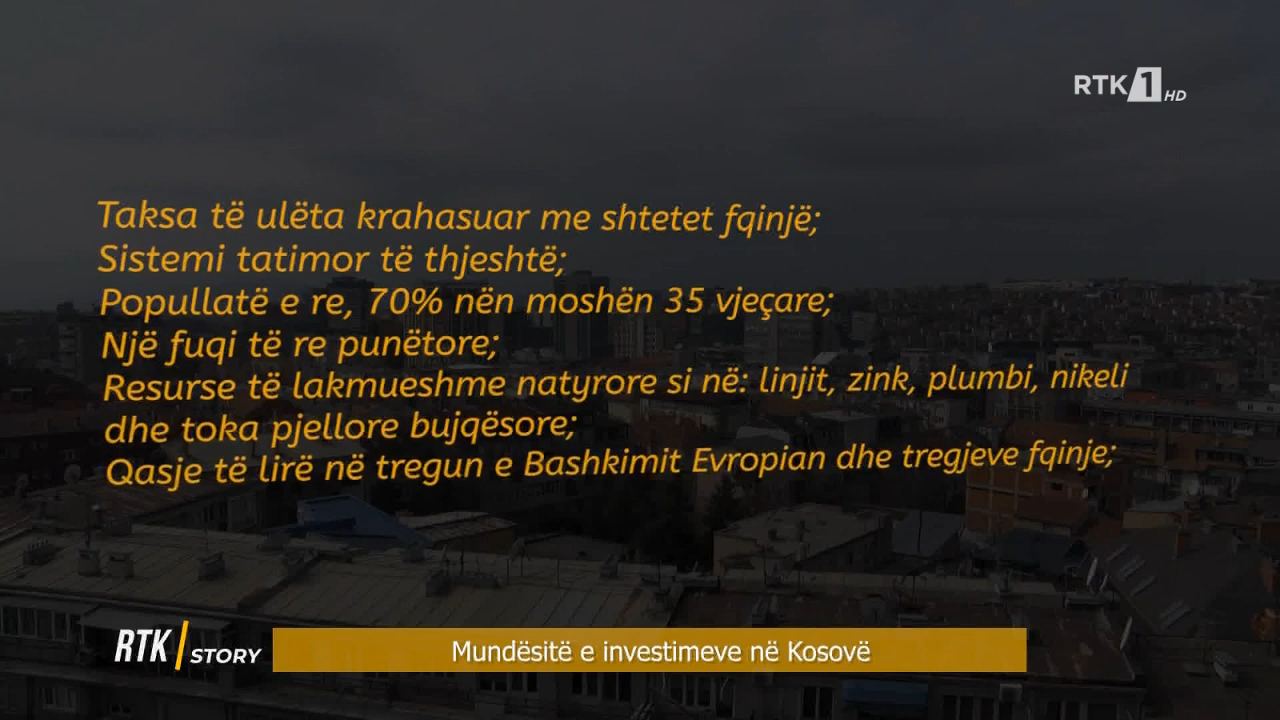 RTK 1 HD
Taksa të ulëta krahasuar me shtetet fqinjë;
Sistemi tatimor të thjeshtë;
Popullatë e re, 70% nën moshën 35 vjeçare;
Një fuqi të re punëtore;
Resurse të lakmueshme natyrore si në: linjit, zink, plumbi, nikeli
dhe toka pjellore bujqësore;
Qasje të lirë në tregun e Bashkimit Evropian dhe tregjeve fqinje;
RTK STORY
Mundësitë e investimeve në Kosovë